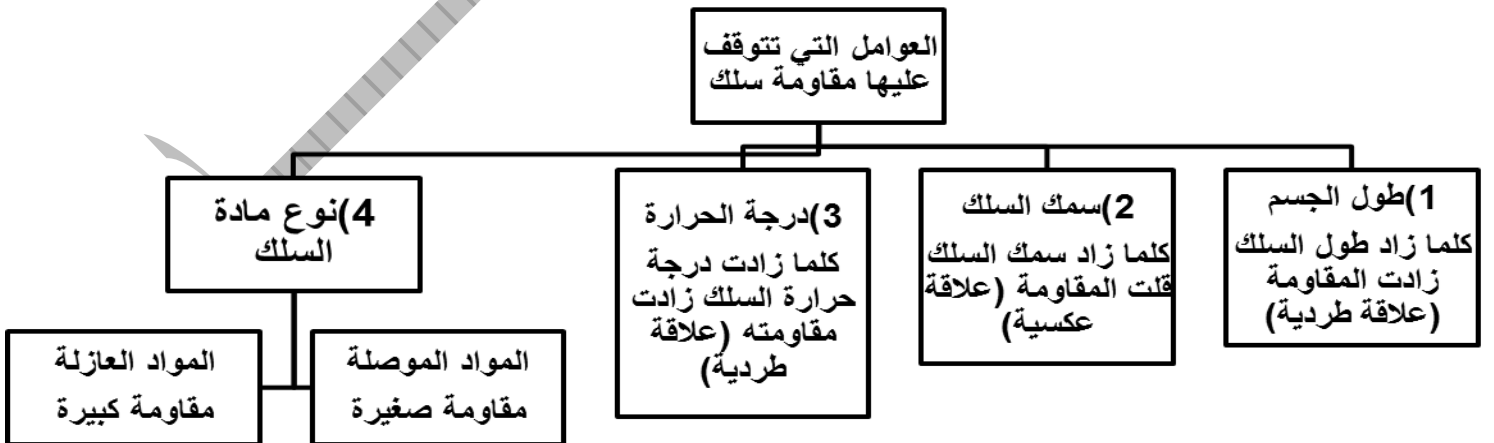 العوامل التي تتوقف
عليها مقاومة سلك
1)طول الجسم
كلما زاد طول السلك
زادت المقاومة
(علاقة طردية)
2)سمك السلك
كلما زاد سمك السلك
قلت المقاومة (علاقة
عكسية)
3)درجة الحرارة
كلما زادت درجة
حرارة السلك زادت
مقاومته (علاقة
طردية)
4)نوع مادة
السلك
المواد الموصلة
مقاومة صغيرة
المواد العازلة
مقاومة كبيرة